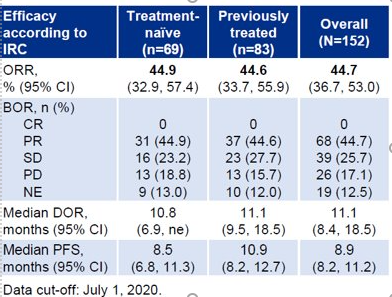 Efficacy according to IRC Treatment-naïve (n=69) Previously treated (n=83) Overall (N=152)
ORR, % (95% CI) 44.9 (32.9, 57.4) 44.6 (33.7, 55.9) 44.7 (36.7, 53.0)
BOR, n (%)
CR 0 0 0
PR 31 (44.9) 37 (44.6) 68 (44.7)
SD 16 (23.2) 23 (27.7) 39 (25.7)
PD 13 (18.8) 13 (15.7) 26 (17.1)
NE 9 (13.0) 10 (12.0) 19 (12.5)
Median DOR, months (95% CI) 10.8 (6.9, ne) 11.1 (9.5, 18.5) 11.1 (8.4, 18.5)
Median PFS, months (95% CI) 8.5 (6.8, 11.3) 10.9 (8.2, 12.7) 8.9 (8.2, 11.2)
Data cut-off: July 1, 2020.